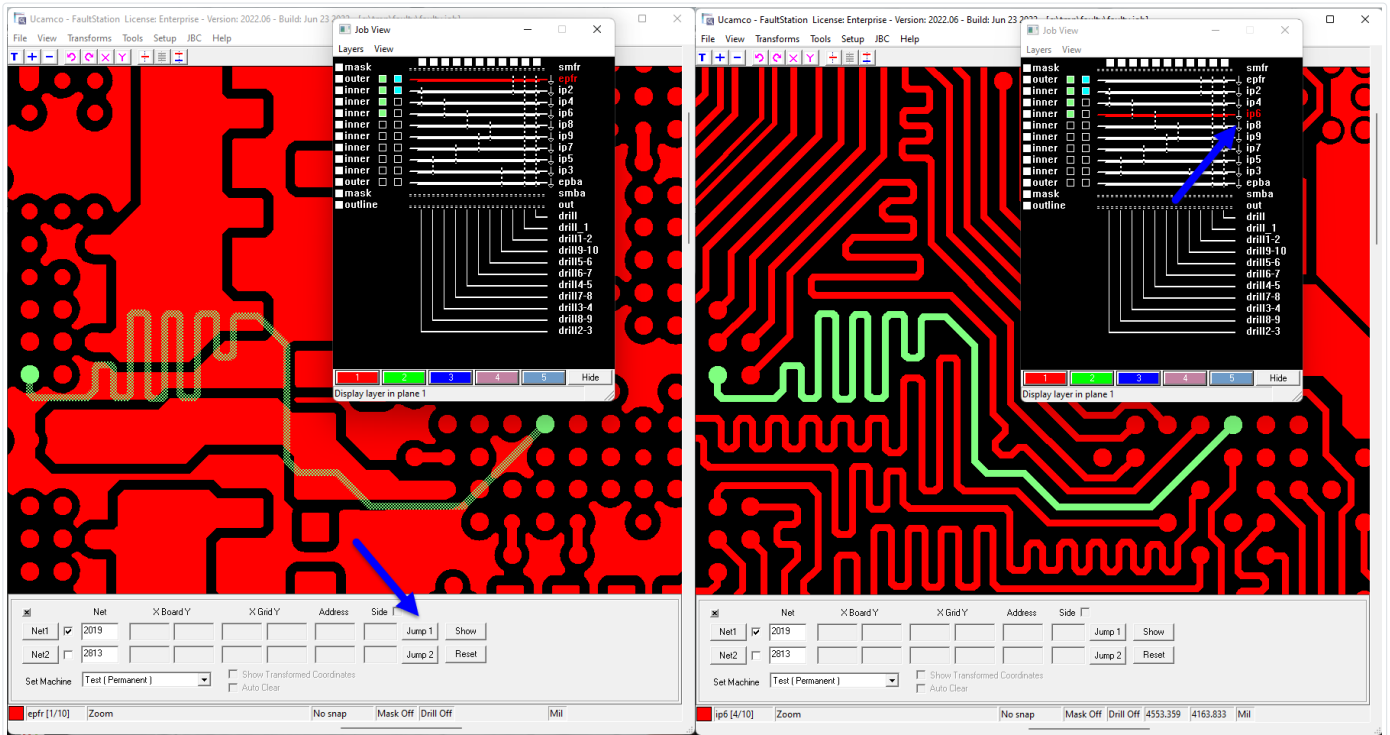 Ucamco - FaultStation License: Enterprise - Version: 2022.06 - Build: Jun 23
File View Transforms Tools Setup JBC Help
T + − X Y
Job View
Layers View
mask smfr
outer epfr
inner ip2
inner ip4
inner ip6
inner ip8
inner ip9
inner ip7
inner ip5
inner ip3
outer epba
mask smba
outline out
drill
drill_1
drill1-2
drill9-10
drill5-6
drill6-7
drill4-5
drill7-8
drill3-4
drill8-9
drill2-3
1 2 3 4 5 Hide
Display layer in plane 1
Net X Board Y X Grid Y Address Side
Net1 2019 Jump 1 Show
Net2 2813 Jump 2 Reset
Set Machine Test ( Permanent ) Show Transformed Coordinates
Auto Clear
epfr [1/10] Zoom No snap Mask Off Drill Off Mil
Ucamco - FaultStation License: Enterprise - Version: 2022.06 - Build: Jun 23
File View Transforms Tools Setup JBC Help
T + − X Y
Job View
Layers View
mask smfr
outer epfr
inner ip2
inner ip4
inner ip6
inner ip8
inner ip9
inner ip7
inner ip5
inner ip3
outer epba
mask smba
outline out
drill
drill_1
drill1-2
drill9-10
drill5-6
drill6-7
drill4-5
drill7-8
drill3-4
drill8-9
drill2-3
1 2 3 4 5 Hide
Display layer in plane 1
Net X Board Y X Grid Y Address Side
Net1 2019 Jump 1 Show
Net2 2813 Jump 2 Reset
Set Machine Test ( Permanent ) Show Transformed Coordinates
Auto Clear
ip6 [4/10] Zoom No snap Mask Off Drill Off 4553.359 4163.833 Mil